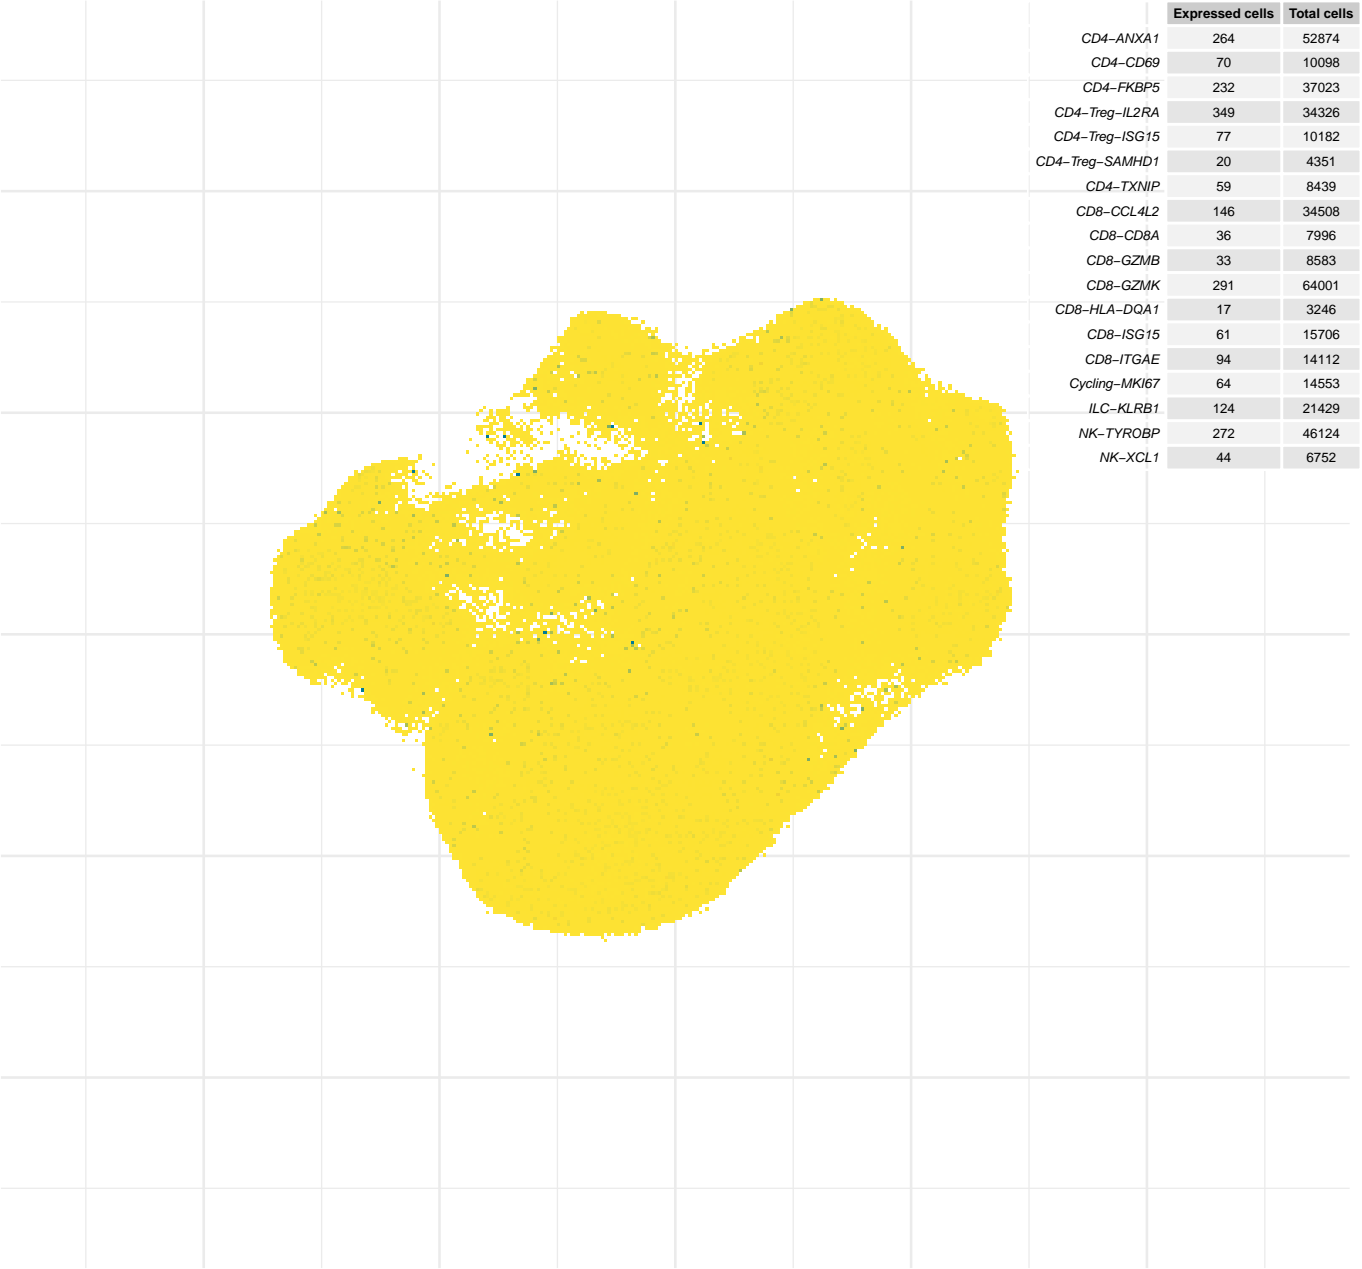 Expressed cells Total cells
CD4−ANXA1 264 52874
CD4−CD69 70 10098
CD4−FKBP5 232 37023
CD4−Treg−IL2RA 349 34326
CD4−Treg−ISG15 77 10182
CD4−Treg−SAMHD1 20 4351
CD4−TXNIP 59 8439
CD8−CCL4L2 146 34508
CD8−CD8A 36 7996
CD8−GZMB 33 8583
CD8−GZMK 291 64001
CD8−HLA−DQA1 17 3246
CD8−ISG15 61 15706
CD8−ITGAE 94 14112
Cycling−MKI67 64 14553
ILC−KLRB1 124 21429
NK−TYROBP 272 46124
NK−XCL1 44 6752